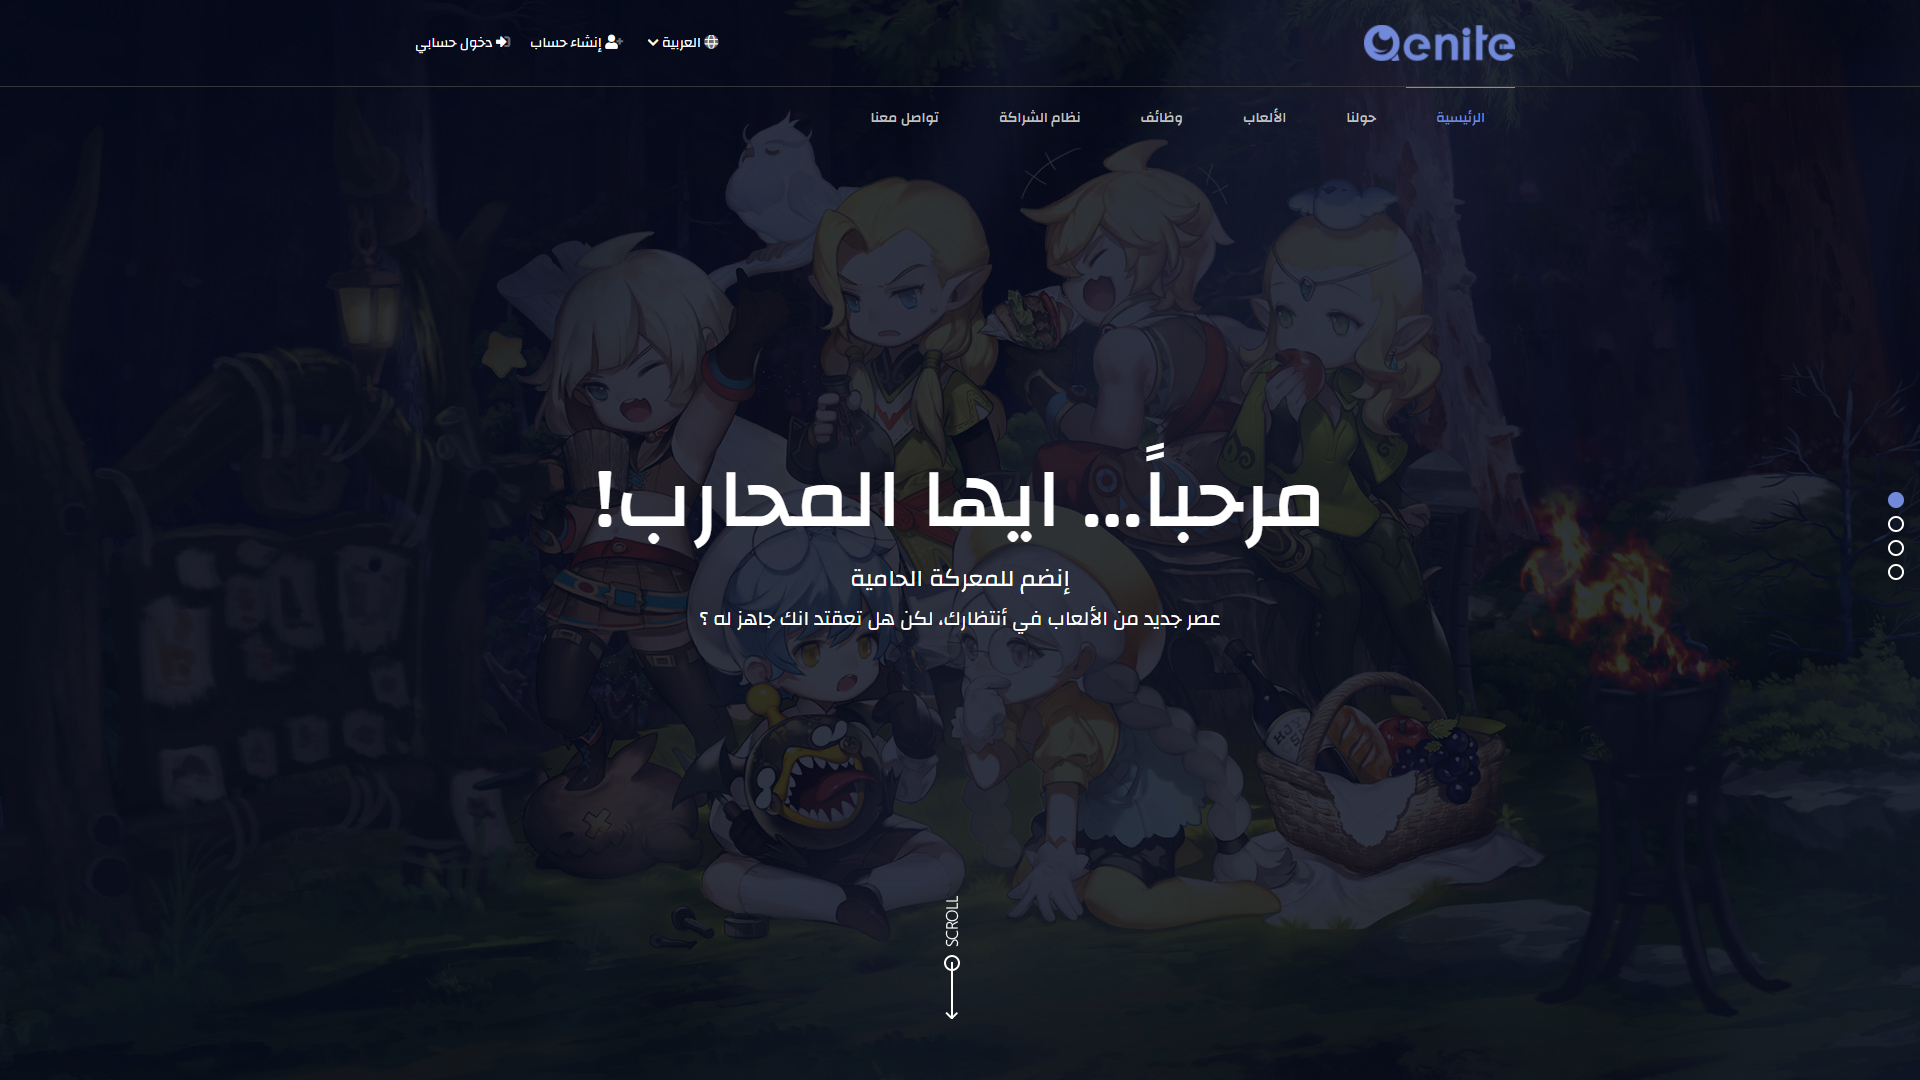 Qenite
العربية
إنشاء حساب
دخول حسابي
الرئيسية
حولنا
الألعاب
وظائف
نظام الشراكة
تواصل معنا
مرحباً... ايها المحارب!
إنضم للمعركة الحامية
عصر جديد من الألعاب في أنتظارك، لكن هل تعقتد انك جاهز له ؟
SCROLL